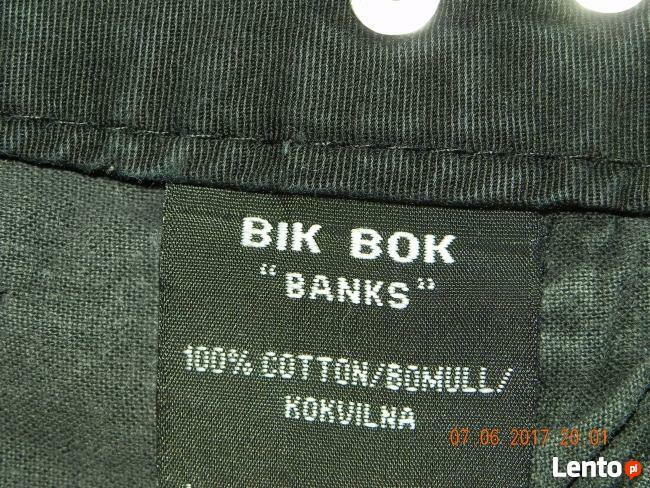 BIK BOK
“BANKS”
100% COTTON/BOMULL/
KOKVILNA
07 06 2017 20 01
Lento.pl